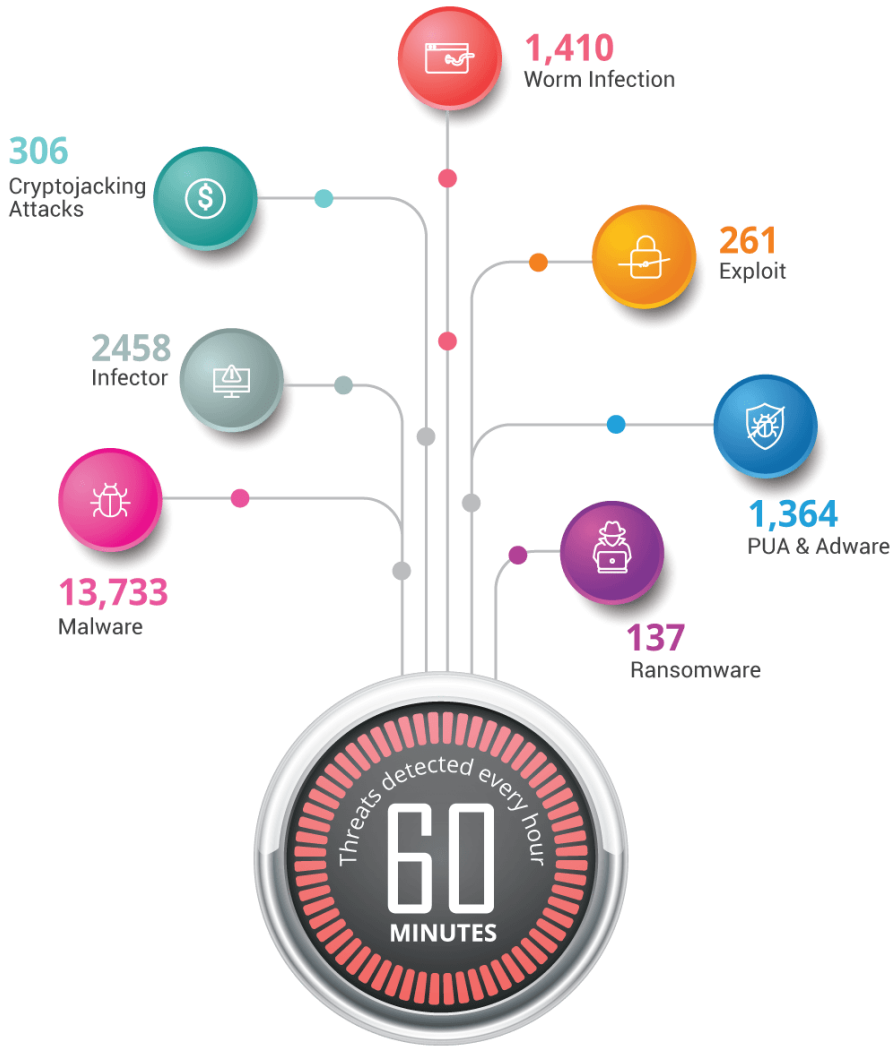 1,410
Worm Infection
306
Cryptojacking
Attacks
261
Exploit
2458
Infector
1,364
PUA & Adware
13,733
Malware
137
Ransomware
Threats detected every hour
60
MINUTES